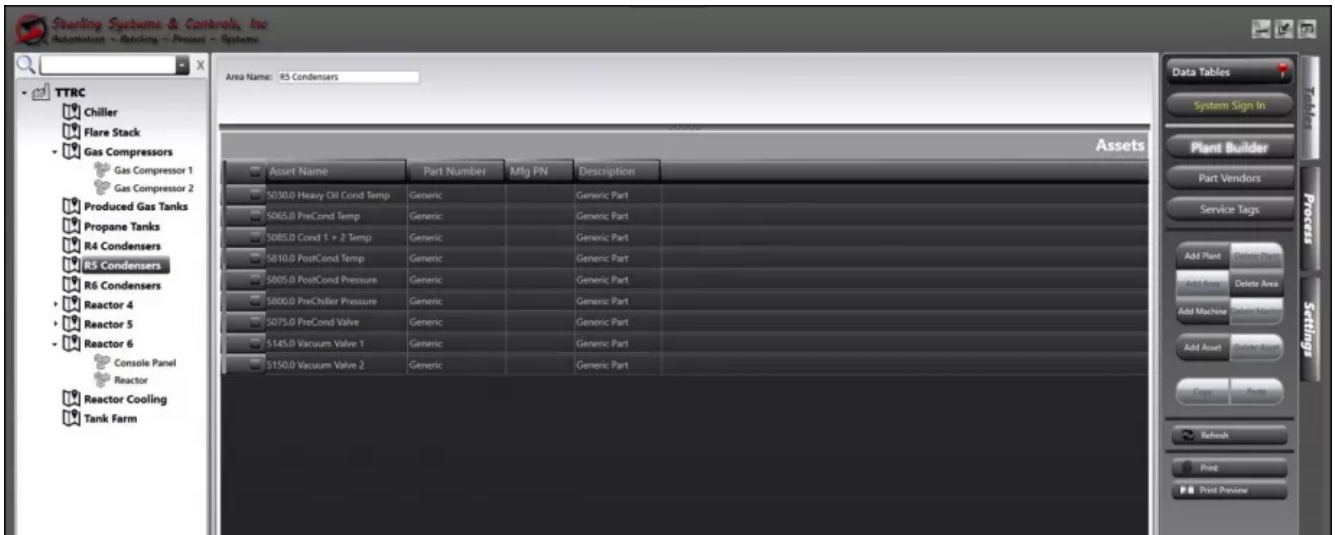 Sterling Systems & Controls, Inc
Automation ~ Batching ~ Process ~ Systems
X
TTRC
Chiller
Flare Stack
Gas Compressors
Gas Compressor 1
Gas Compressor 2
Produced Gas Tanks
Propane Tanks
R4 Condensers
R5 Condensers
R6 Condensers
Reactor 4
Reactor 5
Reactor 6
Console Panel
Reactor
Reactor Cooling
Tank Farm
Area Name: R5 Condensers
Assets
Asset Name Part Number Mfg PN Description
5030.0 Heavy Oil Cond Temp Generic Generic Part
5065.0 PreCond Temp Generic Generic Part
5085.0 Cond 1 + 2 Temp Generic Generic Part
5810.0 PostCond Temp Generic Generic Part
5805.0 PostCond Pressure Generic Generic Part
5800.0 PreChiller Pressure Generic Generic Part
5075.0 PreCond Valve Generic Generic Part
5145.0 Vacuum Valve 1 Generic Generic Part
5150.0 Vacuum Valve 2 Generic Generic Part
Data Tables
System Sign In
Plant Builder
Part Vendors
Service Tags
Add Plant Delete Plant
Add Area Delete Area
Add Machine Delete
Add Asset Delete Asset
Copy Paste
Refresh
Print
Print Preview
Tables
Process
Settings